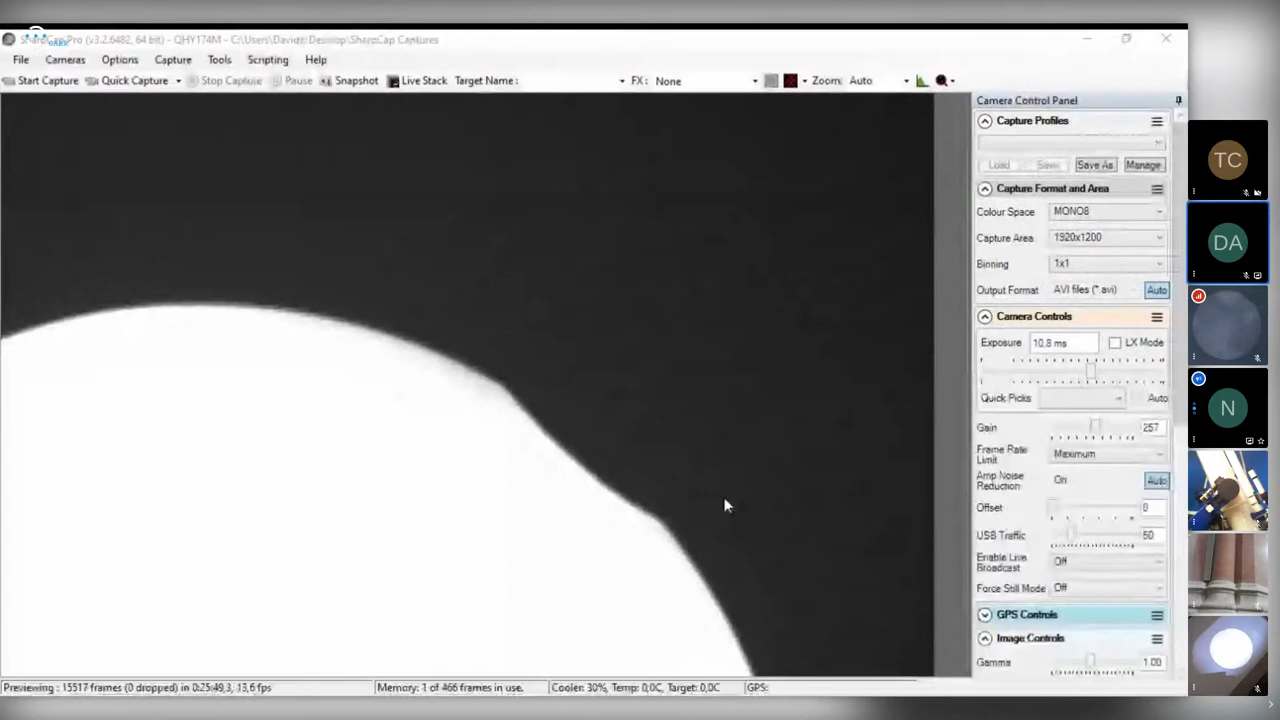 SharpCap Pro (v3.2.6482, 64 bit) - QHY174M - C:\Users\Davide\Desktop\SharpCap Captures
File Cameras Options Capture Tools Scripting Help
Start Capture Quick Capture Stop Capture Pause Snapshot Live Stack Target Name : FX: None Zoom: Auto
Camera Control Panel
Capture Profiles
Load Save Save As Manage
Capture Format and Area
Colour Space MONO8
Capture Area 1920x1200
Binning 1x1
Output Format AVI files (*.avi) Auto
Camera Controls
Exposure 10.8 ms LX Mode
Quick Picks Auto
Gain 257
Frame Rate Limit Maximum
Amp Noise Reduction On Auto
Offset 0
USB Traffic 50
Enable Live Broadcast Off
Force Still Mode Off
GPS Controls
Image Controls
Gamma 1.00
Previewing : 15517 frames (0 dropped) in 0:25:49,3, 13,6 fps Memory: 1 of 466 frames in use. Cooler: 30%, Temp: 0,0C, Target: 0,0C GPS:
TC
DA
N